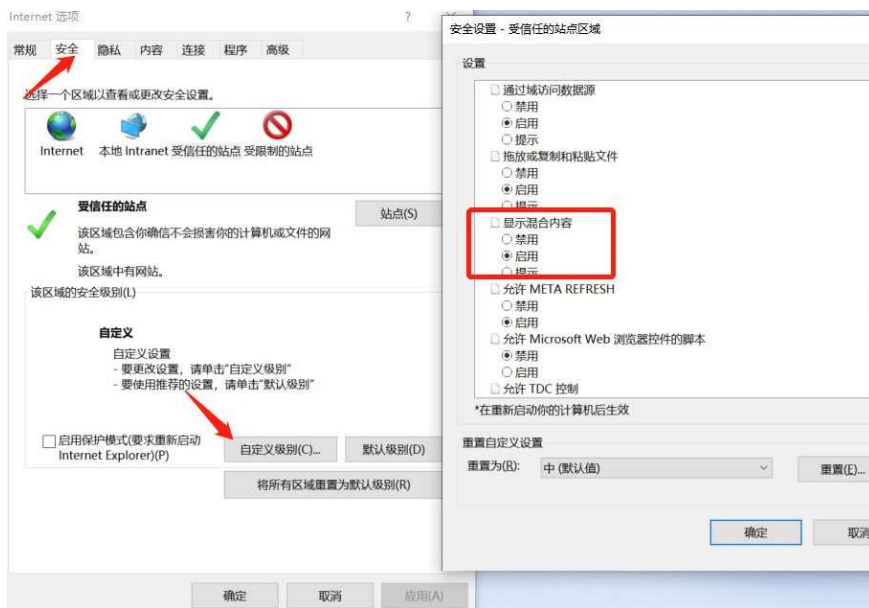 Internet 选项
?
常规 安全 隐私 内容 连接 程序 高级
选择一个区域以查看或更改安全设置。
Internet 本地 Intranet 受信任的站点 受限制的站点
受信任的站点
站点(S)
该区域包含你确信不会损害你的计算机或文件的网
站。
该区域中有网站。
该区域的安全级别(L)
自定义
自定义设置
- 要更改设置，请单击"自定义级别"
- 要使用推荐的设置，请单击"默认级别"
启用保护模式(要求重新启动
Internet Explorer)(P)
自定义级别(C)... 默认级别(D)
将所有区域重置为默认级别(R)
确定 取消 应用(A)
安全设置 - 受信任的站点区域
设置
通过域访问数据源
禁用
启用
提示
拖放或复制和粘贴文件
禁用
启用
提示
显示混合内容
禁用
启用
提示
允许 META REFRESH
禁用
启用
允许 Microsoft Web 浏览器控件的脚本
禁用
启用
允许 TDC 控制
*在重新启动你的计算机后生效
重置自定义设置
重置为(R): 中 (默认值) 重置(E)...
确定 取消